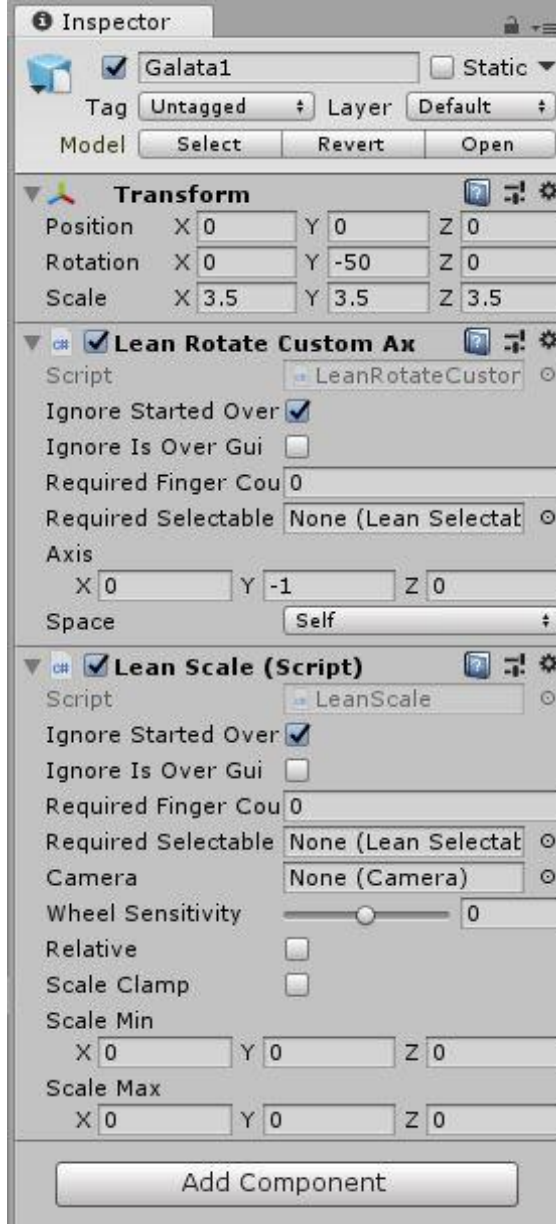 Inspector
Galata1 Static
Tag Untagged Layer Default
Model Select Revert Open
Transform
Position X 0 Y 0 Z 0
Rotation X 0 Y -50 Z 0
Scale X 3.5 Y 3.5 Z 3.5
c# Lean Rotate Custom Ax
Script LeanRotateCustor
Ignore Started Over
Ignore Is Over Gui
Required Finger Cou 0
Required Selectable None (Lean Selectab
Axis
X 0 Y -1 Z 0
Space Self
c# Lean Scale (Script)
Script LeanScale
Ignore Started Over
Ignore Is Over Gui
Required Finger Cou 0
Required Selectable None (Lean Selectab
Camera None (Camera)
Wheel Sensitivity 0
Relative
Scale Clamp
Scale Min
X 0 Y 0 Z 0
Scale Max
X 0 Y 0 Z 0
Add Component